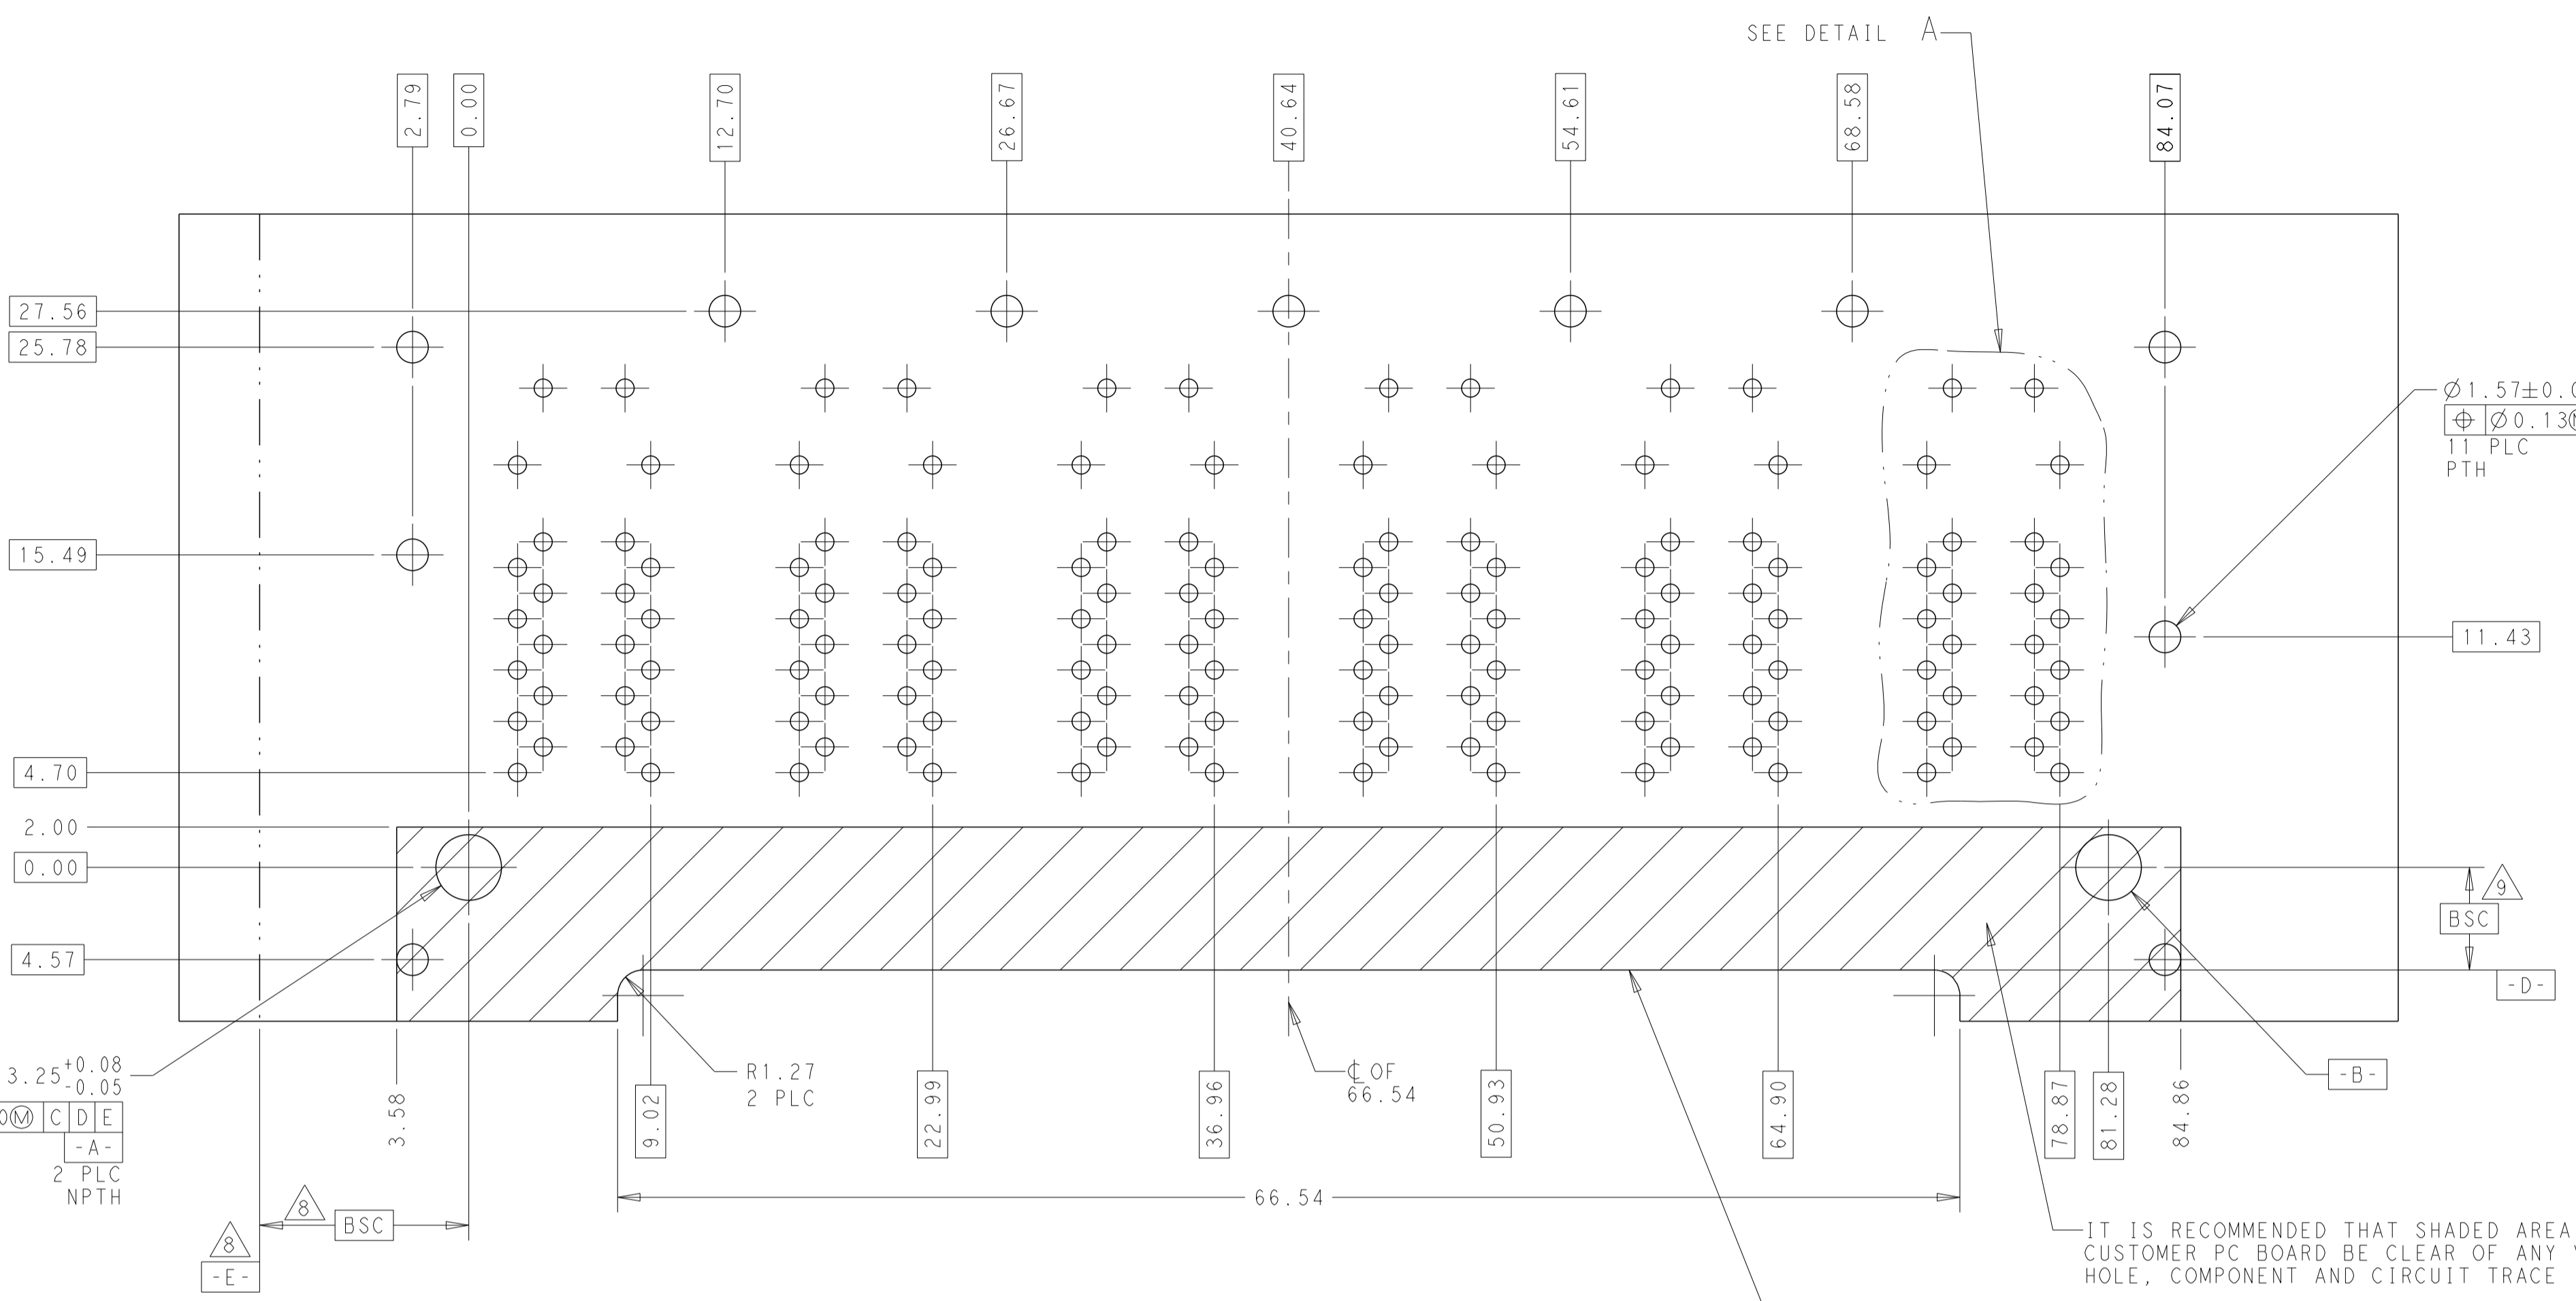 SEE DETAIL A
2.79
0.00
12.70
26.67
40.64
54.61
68.58
84.07
27.56
25.78
15.49
4.70
2.00
0.00
4.57
Ø1.57±0.
⌖ Ø0.13
11 PLC
PTH
11.43
9
BSC
-D-
-B-
3.25 +0.08
-0.05
Ⓜ C D E
-A-
2 PLC
NPTH
3.58
9.02
R1.27
2 PLC
22.99
36.96
℄ OF
66.54
50.93
64.90
78.87
81.28
84.86
66.54
8
BSC
8
-E-
IT IS RECOMMENDED THAT SHADED AREA
CUSTOMER PC BOARD BE CLEAR OF ANY
HOLE, COMPONENT AND CIRCUIT TRACE